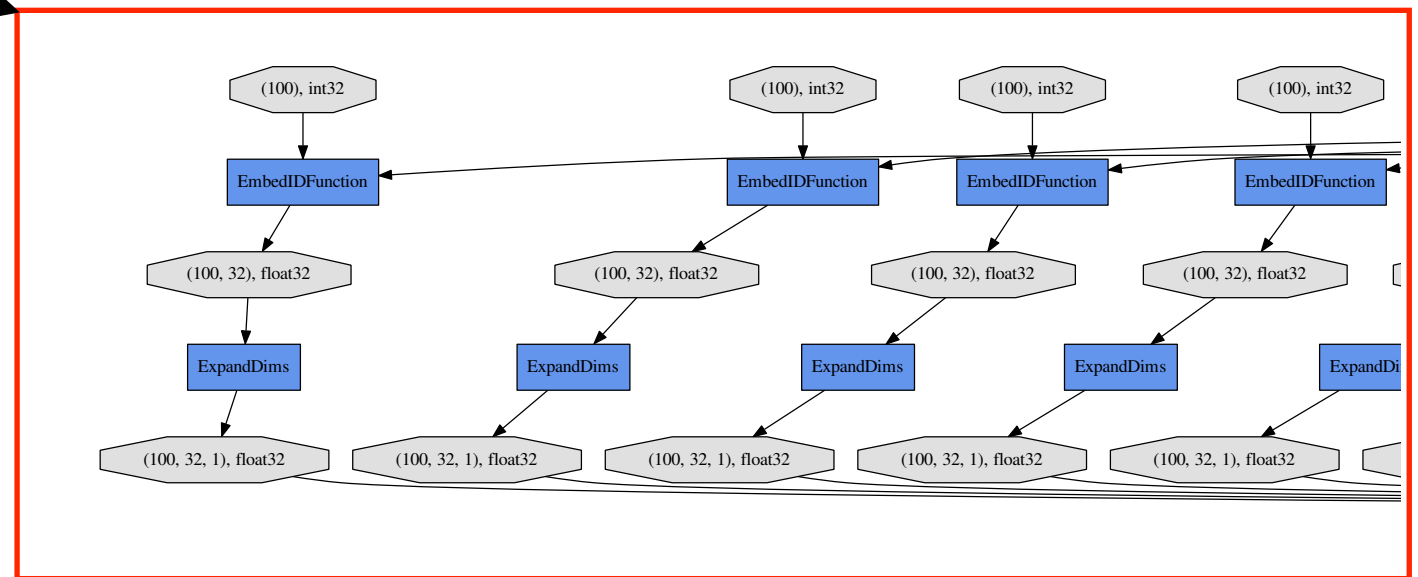 (100), int32
(100), int32
(100), int32
(100), int32
EmbedIDFunction
EmbedIDFunction
EmbedIDFunction
EmbedIDFunction
(100, 32), float32
(100, 32), float32
(100, 32), float32
(100, 32), float32
ExpandDims
ExpandDims
ExpandDims
ExpandDims
ExpandDi
(100, 32, 1), float32
(100, 32, 1), float32
(100, 32, 1), float32
(100, 32, 1), float32
(100, 32, 1), float32